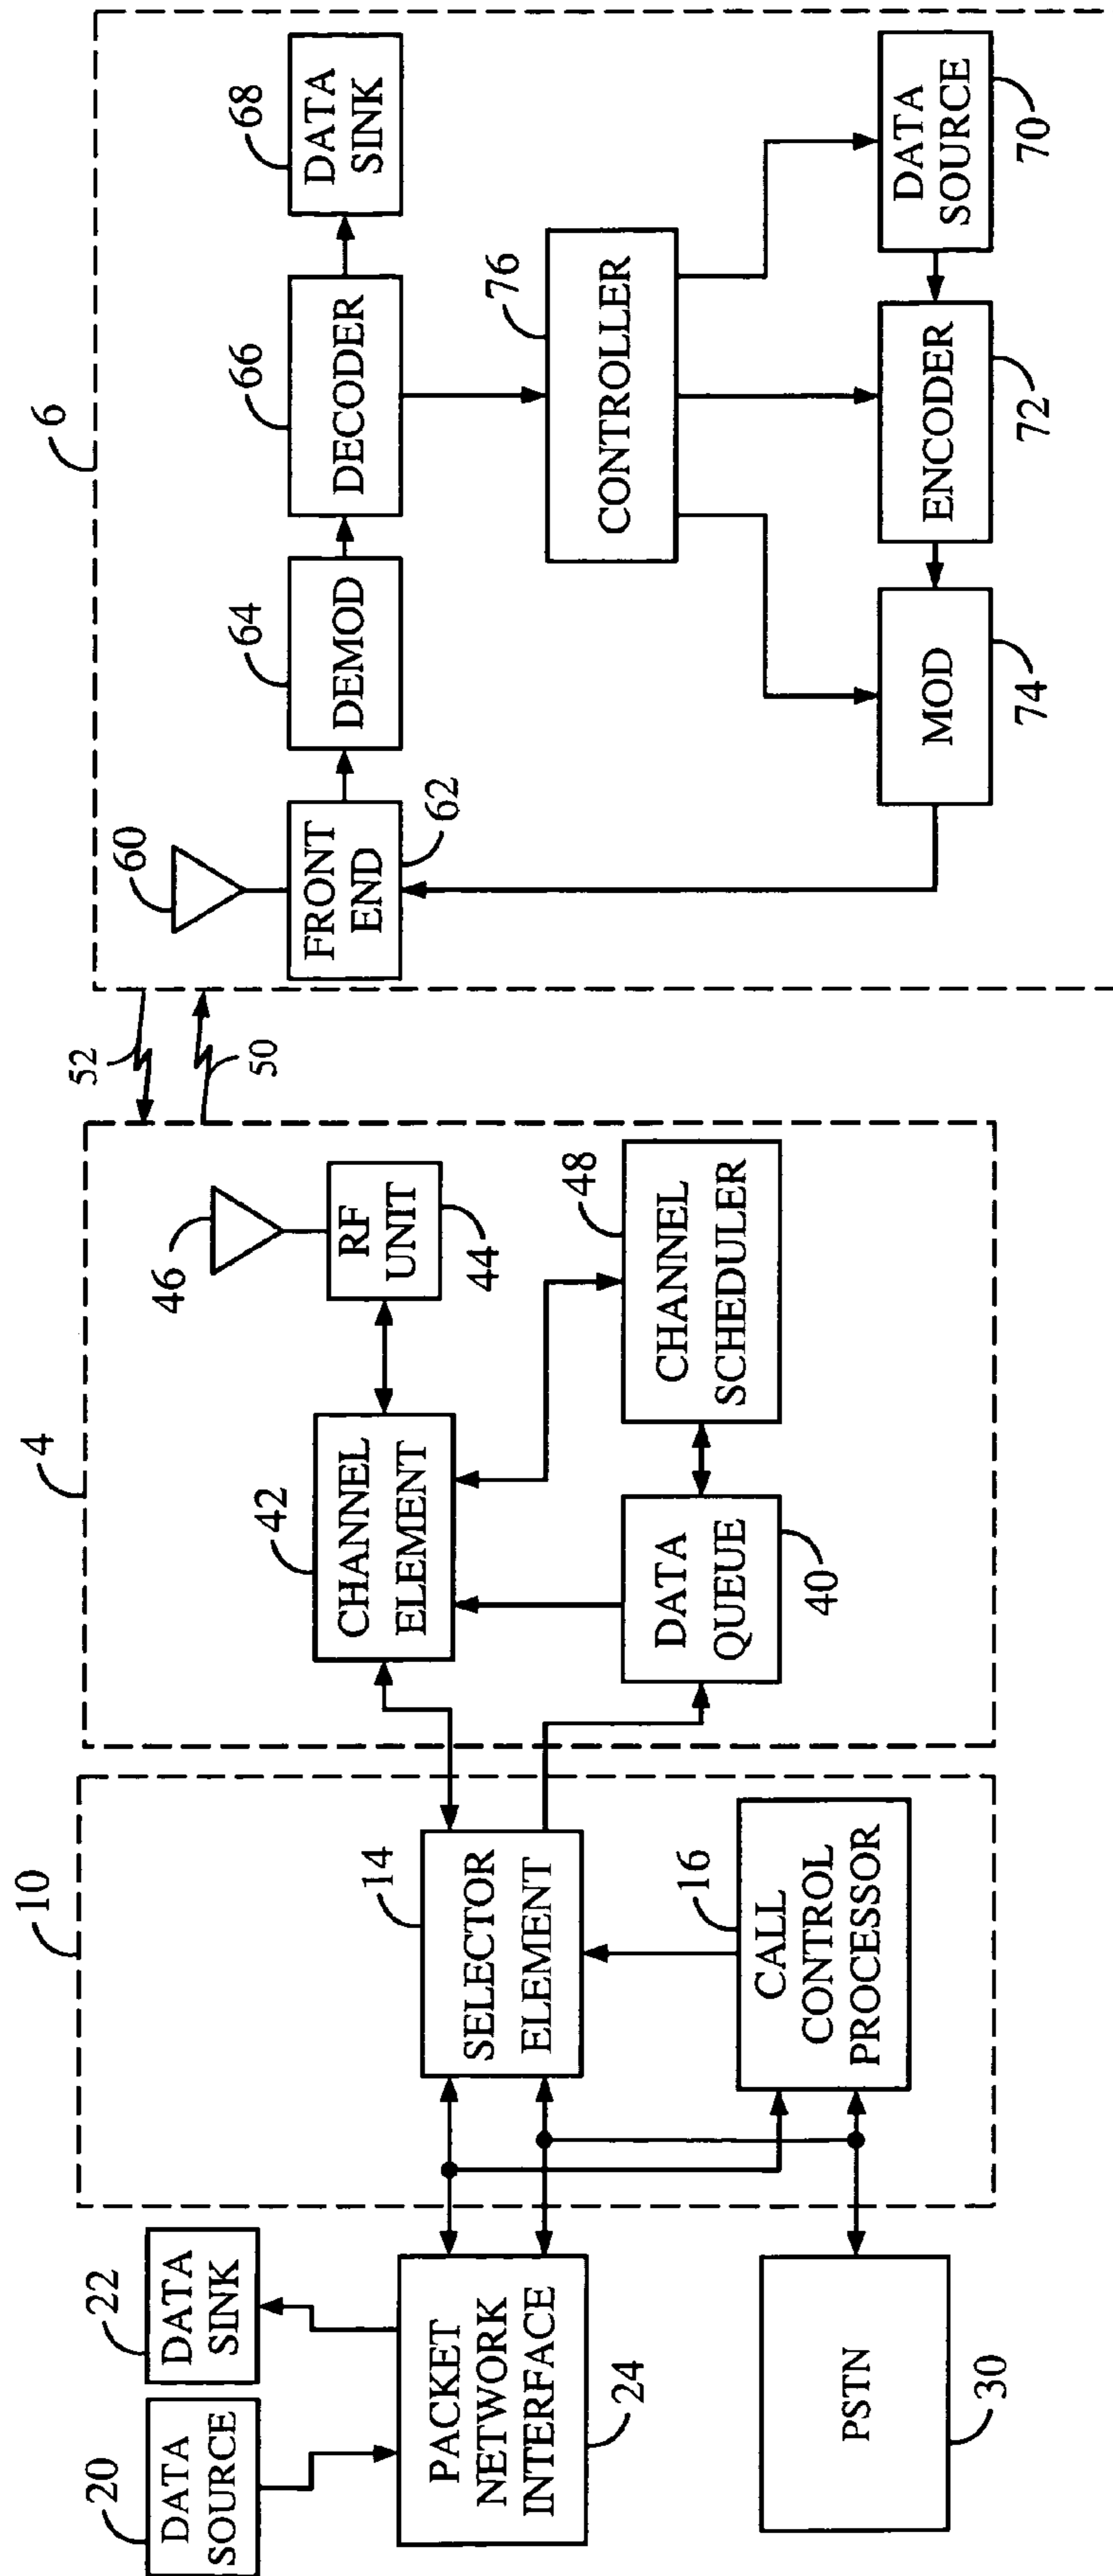 20
DATA
SOURCE
22
DATA
SINK
PACKET
NETWORK
INTERFACE
24
PSTN
30
10
14
SELECTOR
ELEMENT
16
CALL
CONTROL
PROCESSOR
4
42
CHANNEL
ELEMENT
46
RF
UNIT
44
DATA
QUEUE
40
48
CHANNEL
SCHEDULER
52
50
6
60
FRONT
END
62
64
DEMOD
66
DECODER
68
DATA
SINK
76
CONTROLLER
MOD
74
ENCODER
72
DATA
SOURCE
70